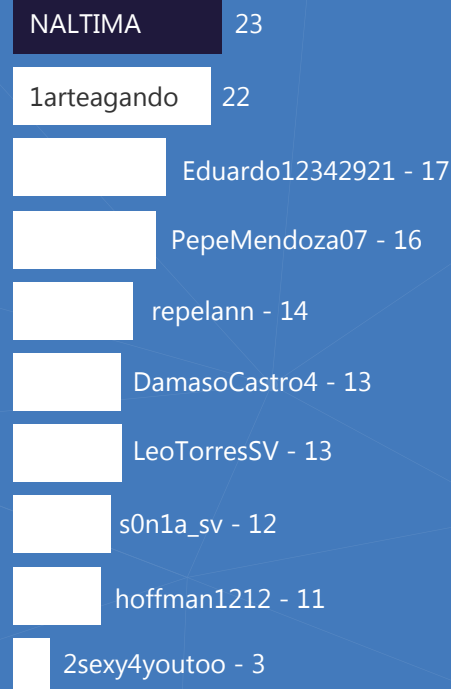 NALTIMA 23
1arteagando 22
Eduardo12342921 - 17
PepeMendoza07 - 16
repelann - 14
DamasoCastro4 - 13
LeoTorresSV - 13
s0n1a_sv - 12
hoffman1212 - 11
2sexy4youtoo - 3